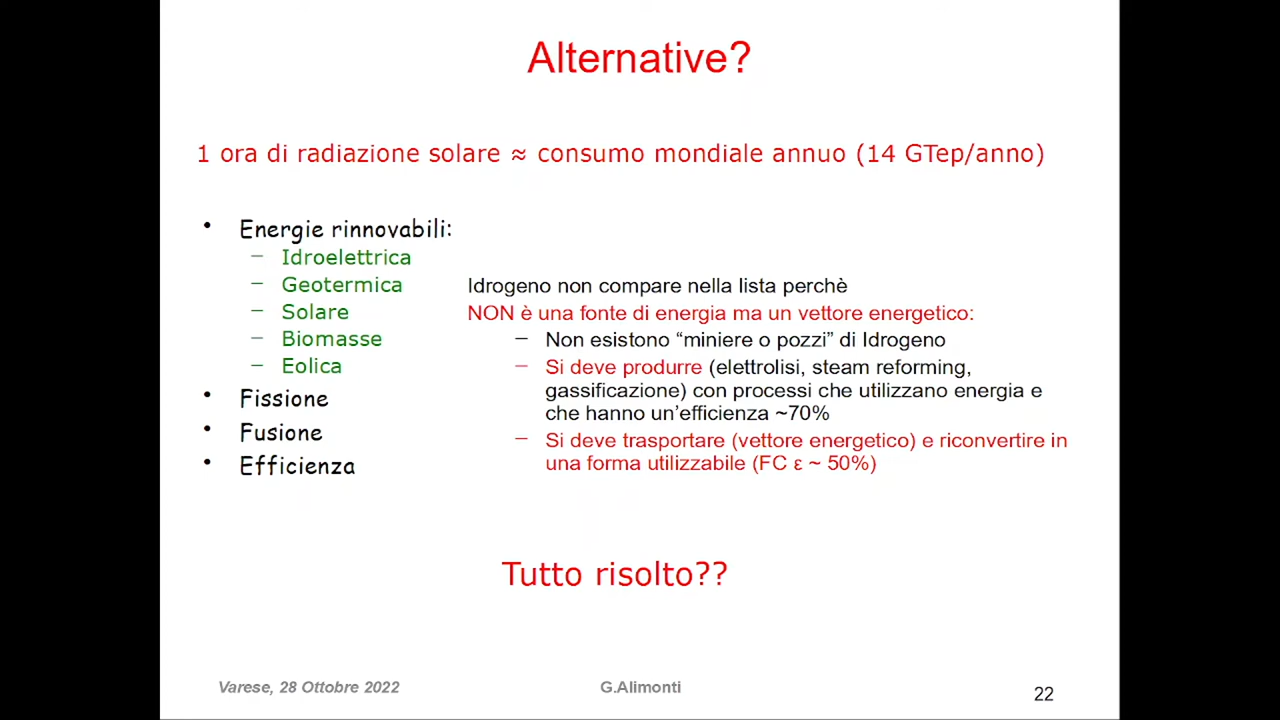 Alternative?
1 ora di radiazione solare ≈ consumo mondiale annuo (14 GTep/anno)
• Energie rinnovabili:
– Idroelettrica
– Geotermica
– Solare
– Biomasse
– Eolica
• Fissione
• Fusione
• Efficienza
Idrogeno non compare nella lista perchè
NON è una fonte di energia ma un vettore energetico:
– Non esistono “miniere o pozzi” di Idrogeno
– Si deve produrre (elettrolisi, steam reforming,
gassificazione) con processi che utilizzano energia e
che hanno un’efficienza ~70%
– Si deve trasportare (vettore energetico) e riconvertire in
una forma utilizzabile (FC ε ~ 50%)
Tutto risolto??
Varese, 28 Ottobre 2022
G.Alimonti
22